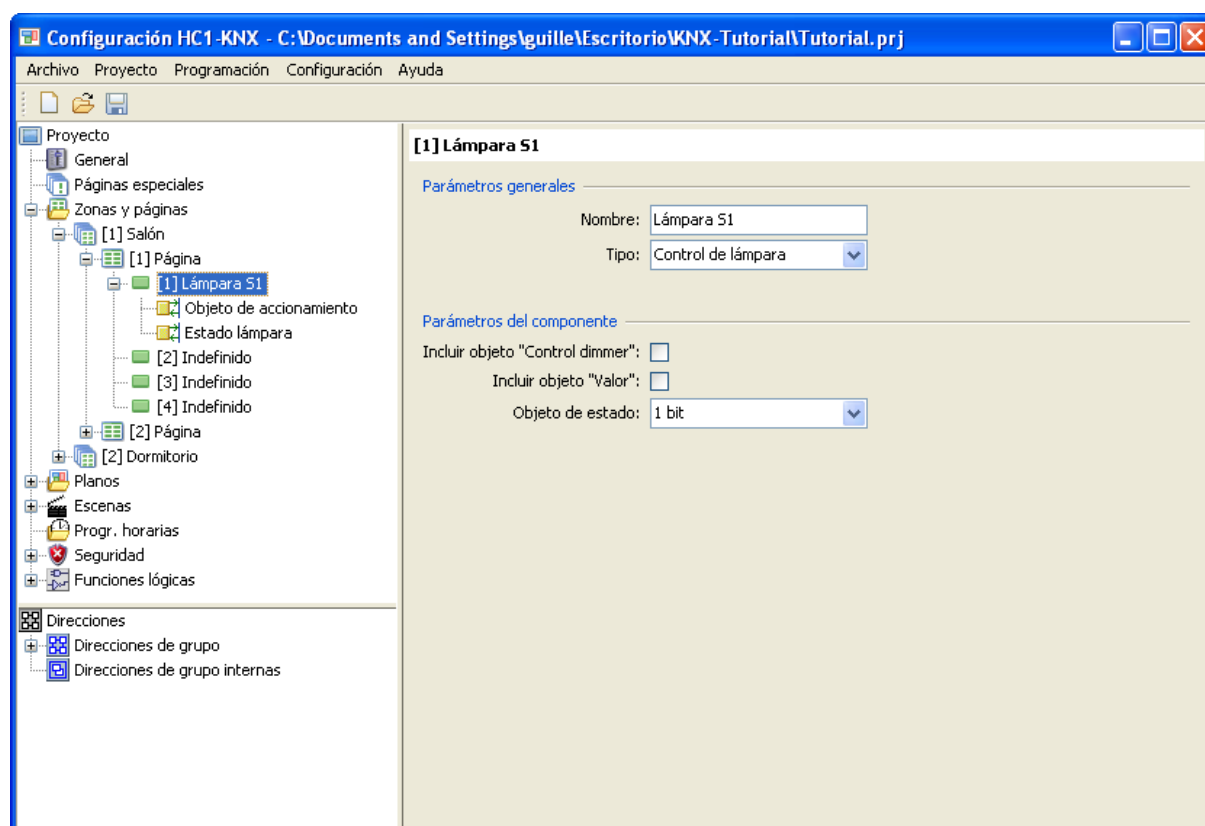 Configuración HC1-KNX - C:\Documents and Settings\guille\Escritorio\KNX-Tutorial\Tutorial.prj
Archivo Proyecto Programación Configuración Ayuda
Proyecto
General
Páginas especiales
Zonas y páginas
[1] Salón
[1] Página
[1] Lámpara S1
Objeto de accionamiento
Estado lámpara
[2] Indefinido
[3] Indefinido
[4] Indefinido
[2] Página
[2] Dormitorio
Planos
Escenas
Progr. horarias
Seguridad
Funciones lógicas
Direcciones
Direcciones de grupo
Direcciones de grupo internas
[1] Lámpara S1
Parámetros generales
Nombre: Lámpara S1
Tipo: Control de lámpara
Parámetros del componente
Incluir objeto "Control dimmer":
Incluir objeto "Valor":
Objeto de estado: 1 bit